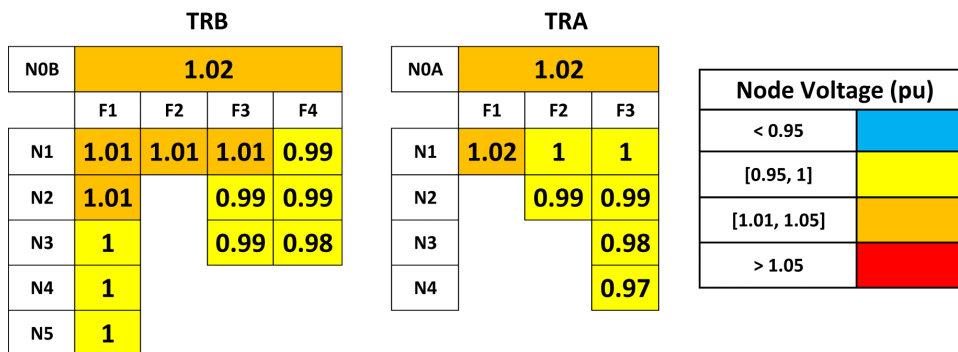 TRB
N0B 1.02
F1 F2 F3 F4
N1 1.01 1.01 1.01 0.99
N2 1.01 0.99 0.99
N3 1 0.99 0.98
N4 1
N5 1
TRA
N0A 1.02
F1 F2 F3
N1 1.02 1 1
N2 0.99 0.99
N3 0.98
N4 0.97
Node Voltage (pu)
< 0.95
[0.95, 1]
[1.01, 1.05]
> 1.05